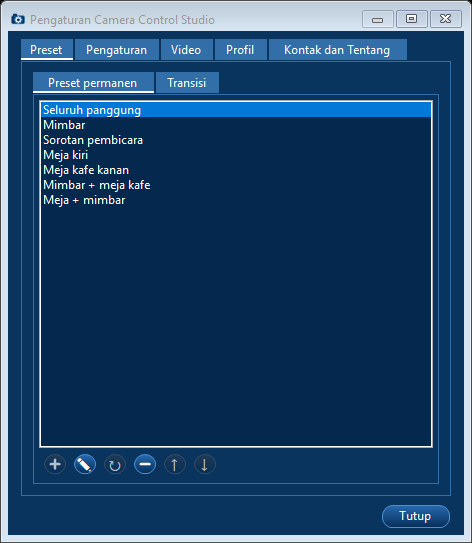 Pengaturan Camera Control Studio
Preset Pengaturan Video Profil Kontak dan Tentang
Preset permanen Transisi
Seluruh panggung
Mimbar
Sorotan pembicara
Meja kiri
Meja kafe kanan
Mimbar + meja kafe
Meja + mimbar
Tutup